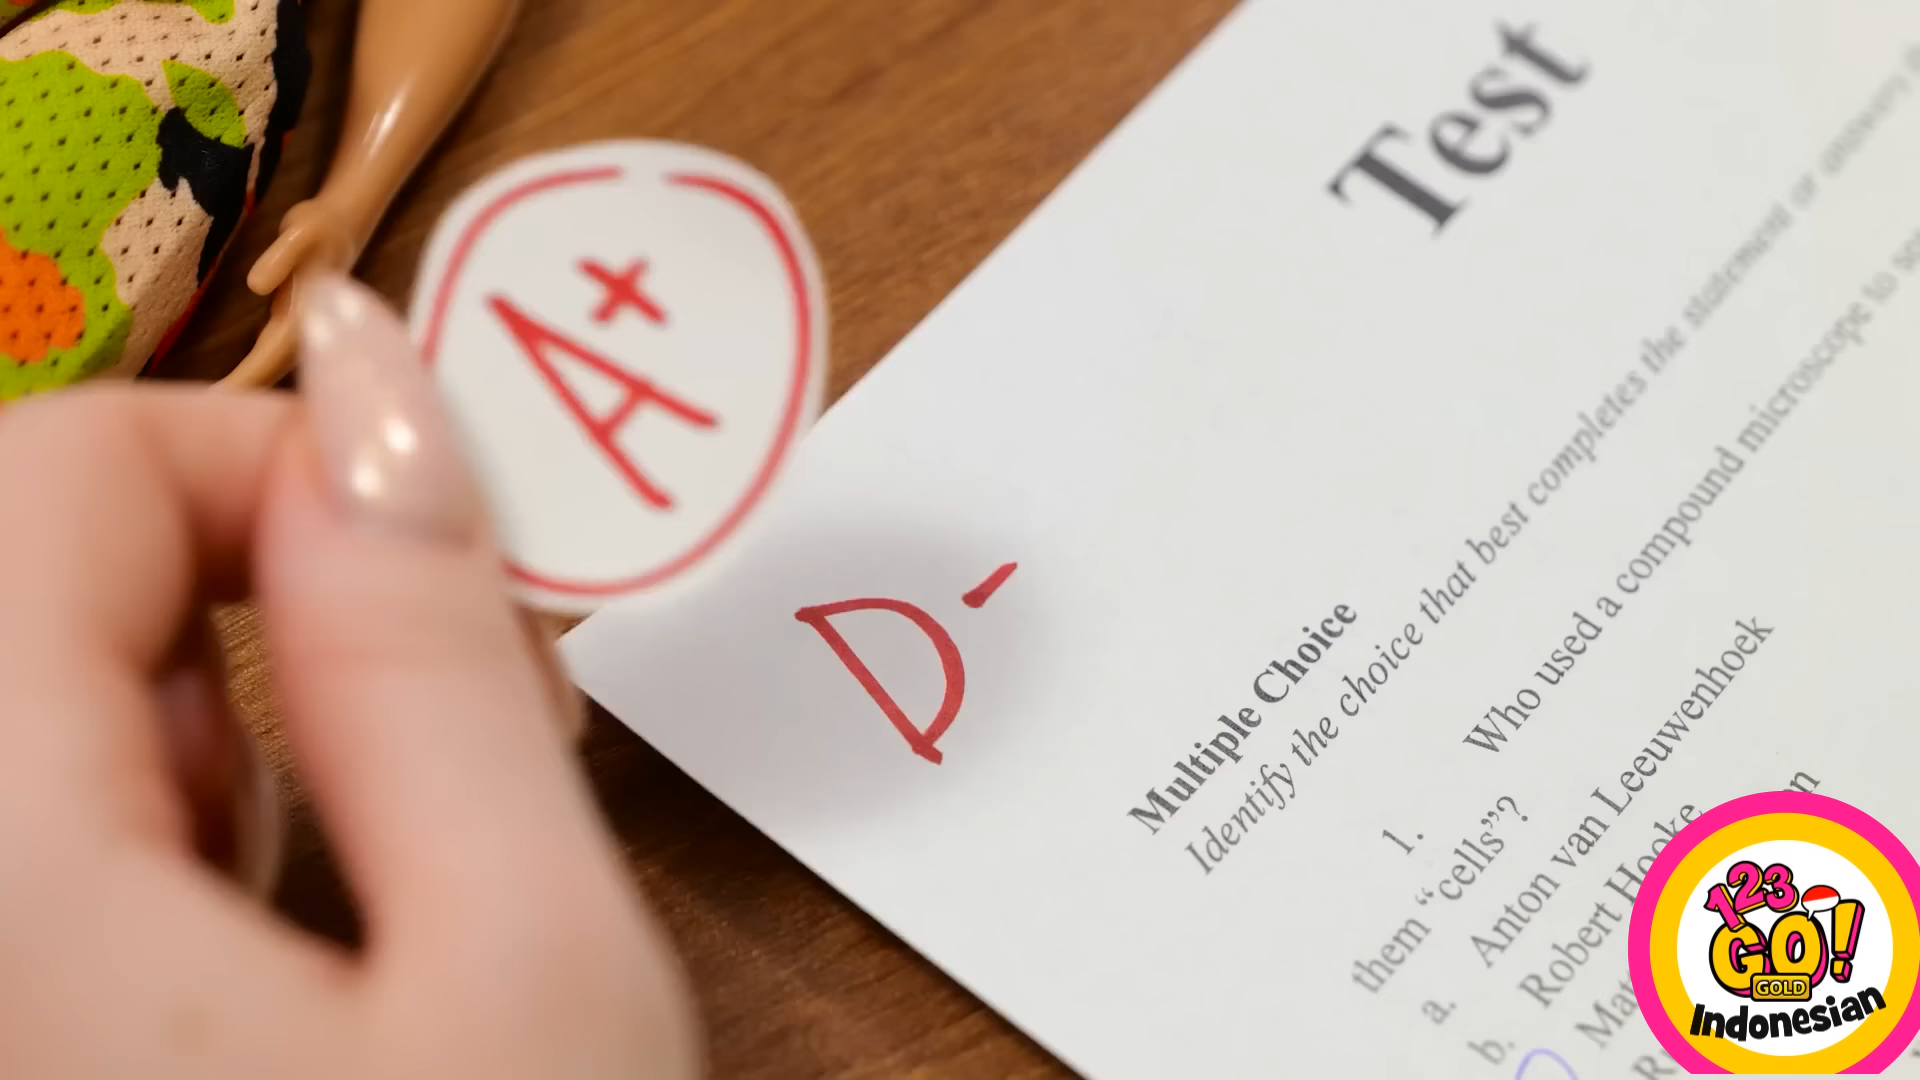 A+
D-
Test
Multiple Choice
Identify the choice that best completes the statement or answers
1. Who used a compound microscope to
them “cells”?
a. Anton van Leeuwenhoek
b. Robert Hooke
123
GO!
GOLD
Indonesian